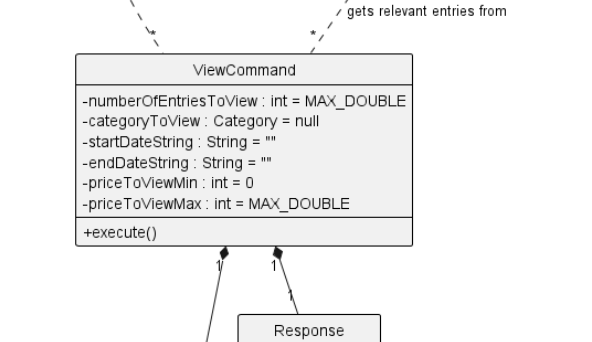 gets relevant entries from
*
*
ViewCommand
-numberOfEntriesToView : int = MAX_DOUBLE
-categoryToView : Category = null
-startDateString : String = ""
-endDateString : String = ""
-priceToViewMin : int = 0
-priceToViewMax : int = MAX_DOUBLE
+execute()
1
1
1
Response